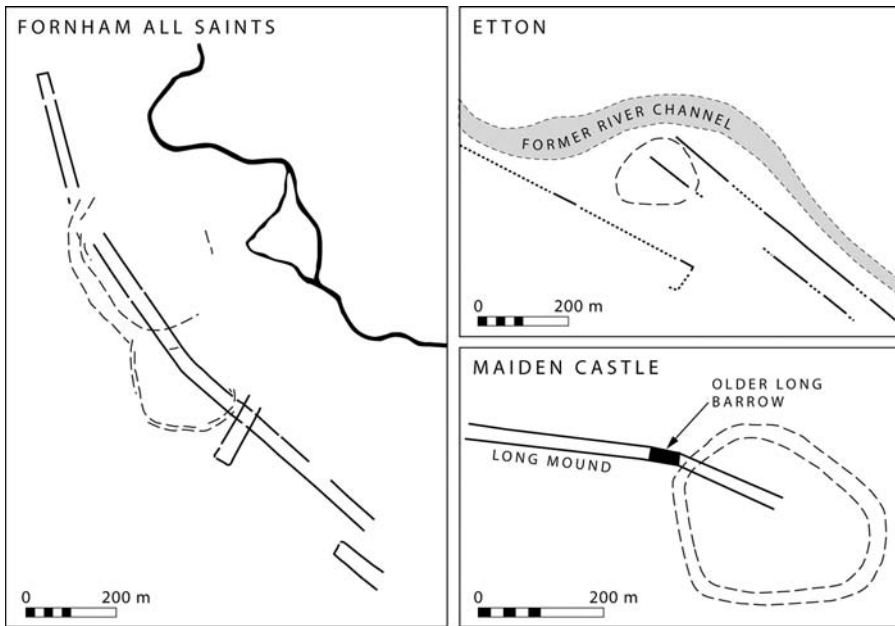 FORNHAM ALL SAINTS
0 200 m
ETTON
FORMER RIVER CHANNEL
0 200 m
MAIDEN CASTLE
OLDER LONG
BARROW
LONG MOUND
0 200 m